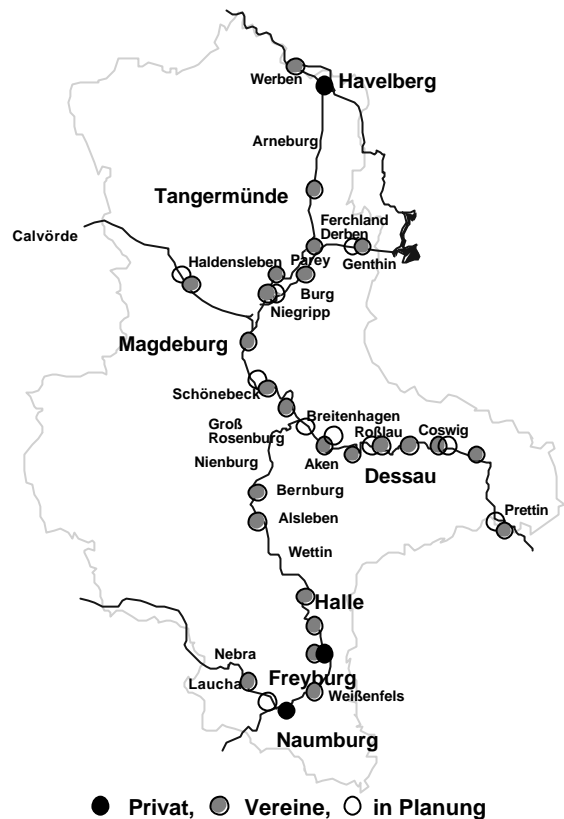 Werben
Havelberg
Arneburg
Tangermünde
Ferchland
Derben
Calvörde
Haldensleben
Parey
Genthin
Burg
Niegripp
Magdeburg
Schönebeck
Breitenhagen
Groß
Rosenburg
Roßlau
Coswig
Nienburg
Aken
Dessau
Bernburg
Prettin
Alsleben
Wettin
Halle
Nebra
Freyburg
Laucha
Weißenfels
Naumburg
Privat, Vereine, in Planung